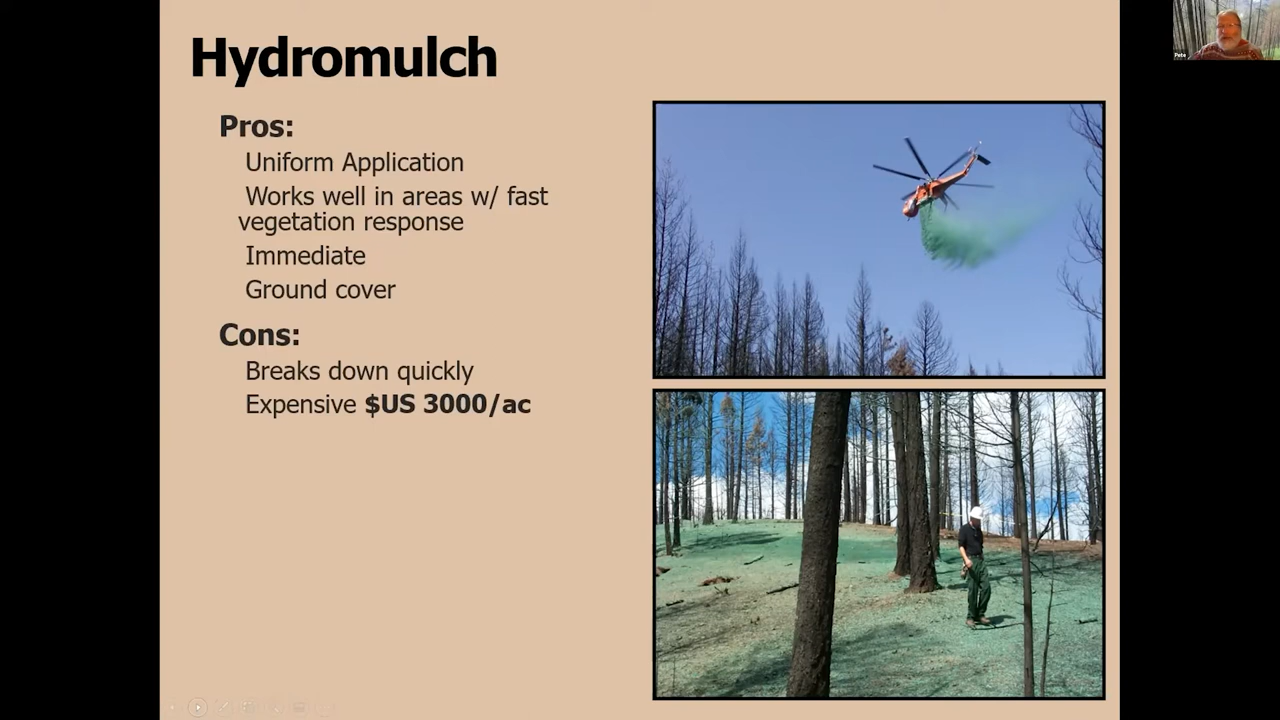 Hydromulch
Pros:
Uniform Application
Works well in areas w/ fast
vegetation response
Immediate
Ground cover
Cons:
Breaks down quickly
Expensive $US 3000/ac
Pete